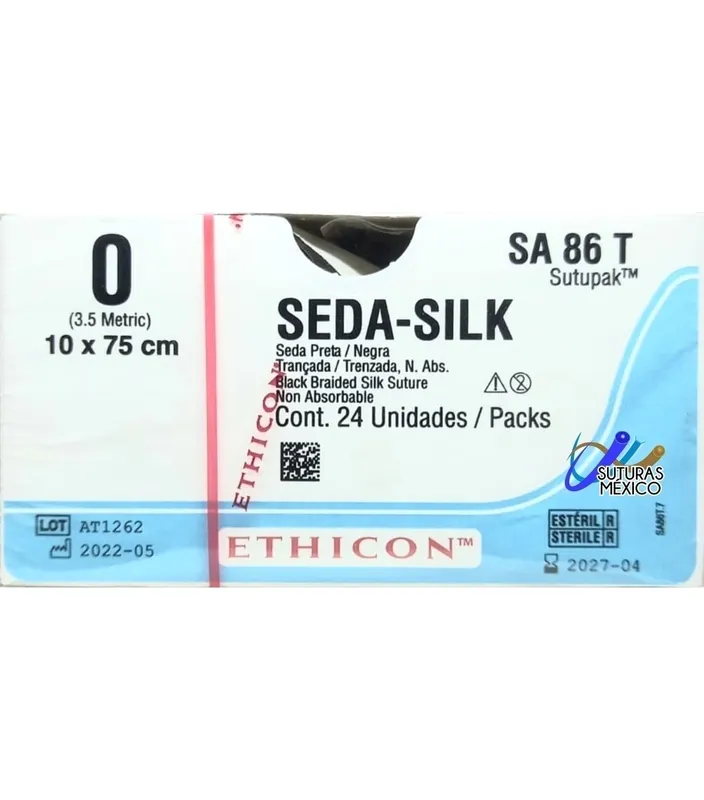 0
(3.5 Metric)
10 x 75 cm
SA 86 T
Sutupak™
SEDA-SILK
Seda Preta / Negra
Trançada / Trenzada, N. Abs.
Black Braided Silk Suture
Non Absorbable
Cont. 24 Unidades / Packs
ETHICON
SUTURAS
MEXICO
LOT AT1262
2022-05
ETHICON™
ESTÉRIL R
STERILE R
2027-04
SA86T.7